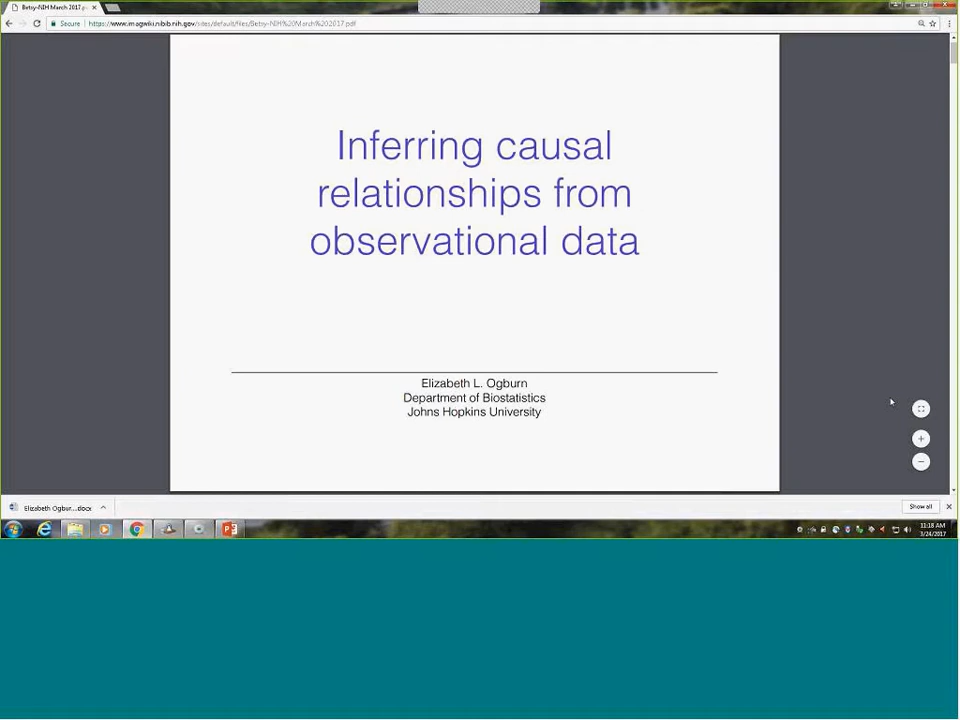 Betsy-NIH March 2017.p
Secure https://www.imagwiki.nibib.nih.gov/sites/default/files/Betsy-NIH%20March%202017.pdf
Inferring causal
relationships from
observational data
Elizabeth L. Ogburn
Department of Biostatistics
Johns Hopkins University
Elizabeth Ogbur....docx
Show all
11:18 AM
3/24/2017